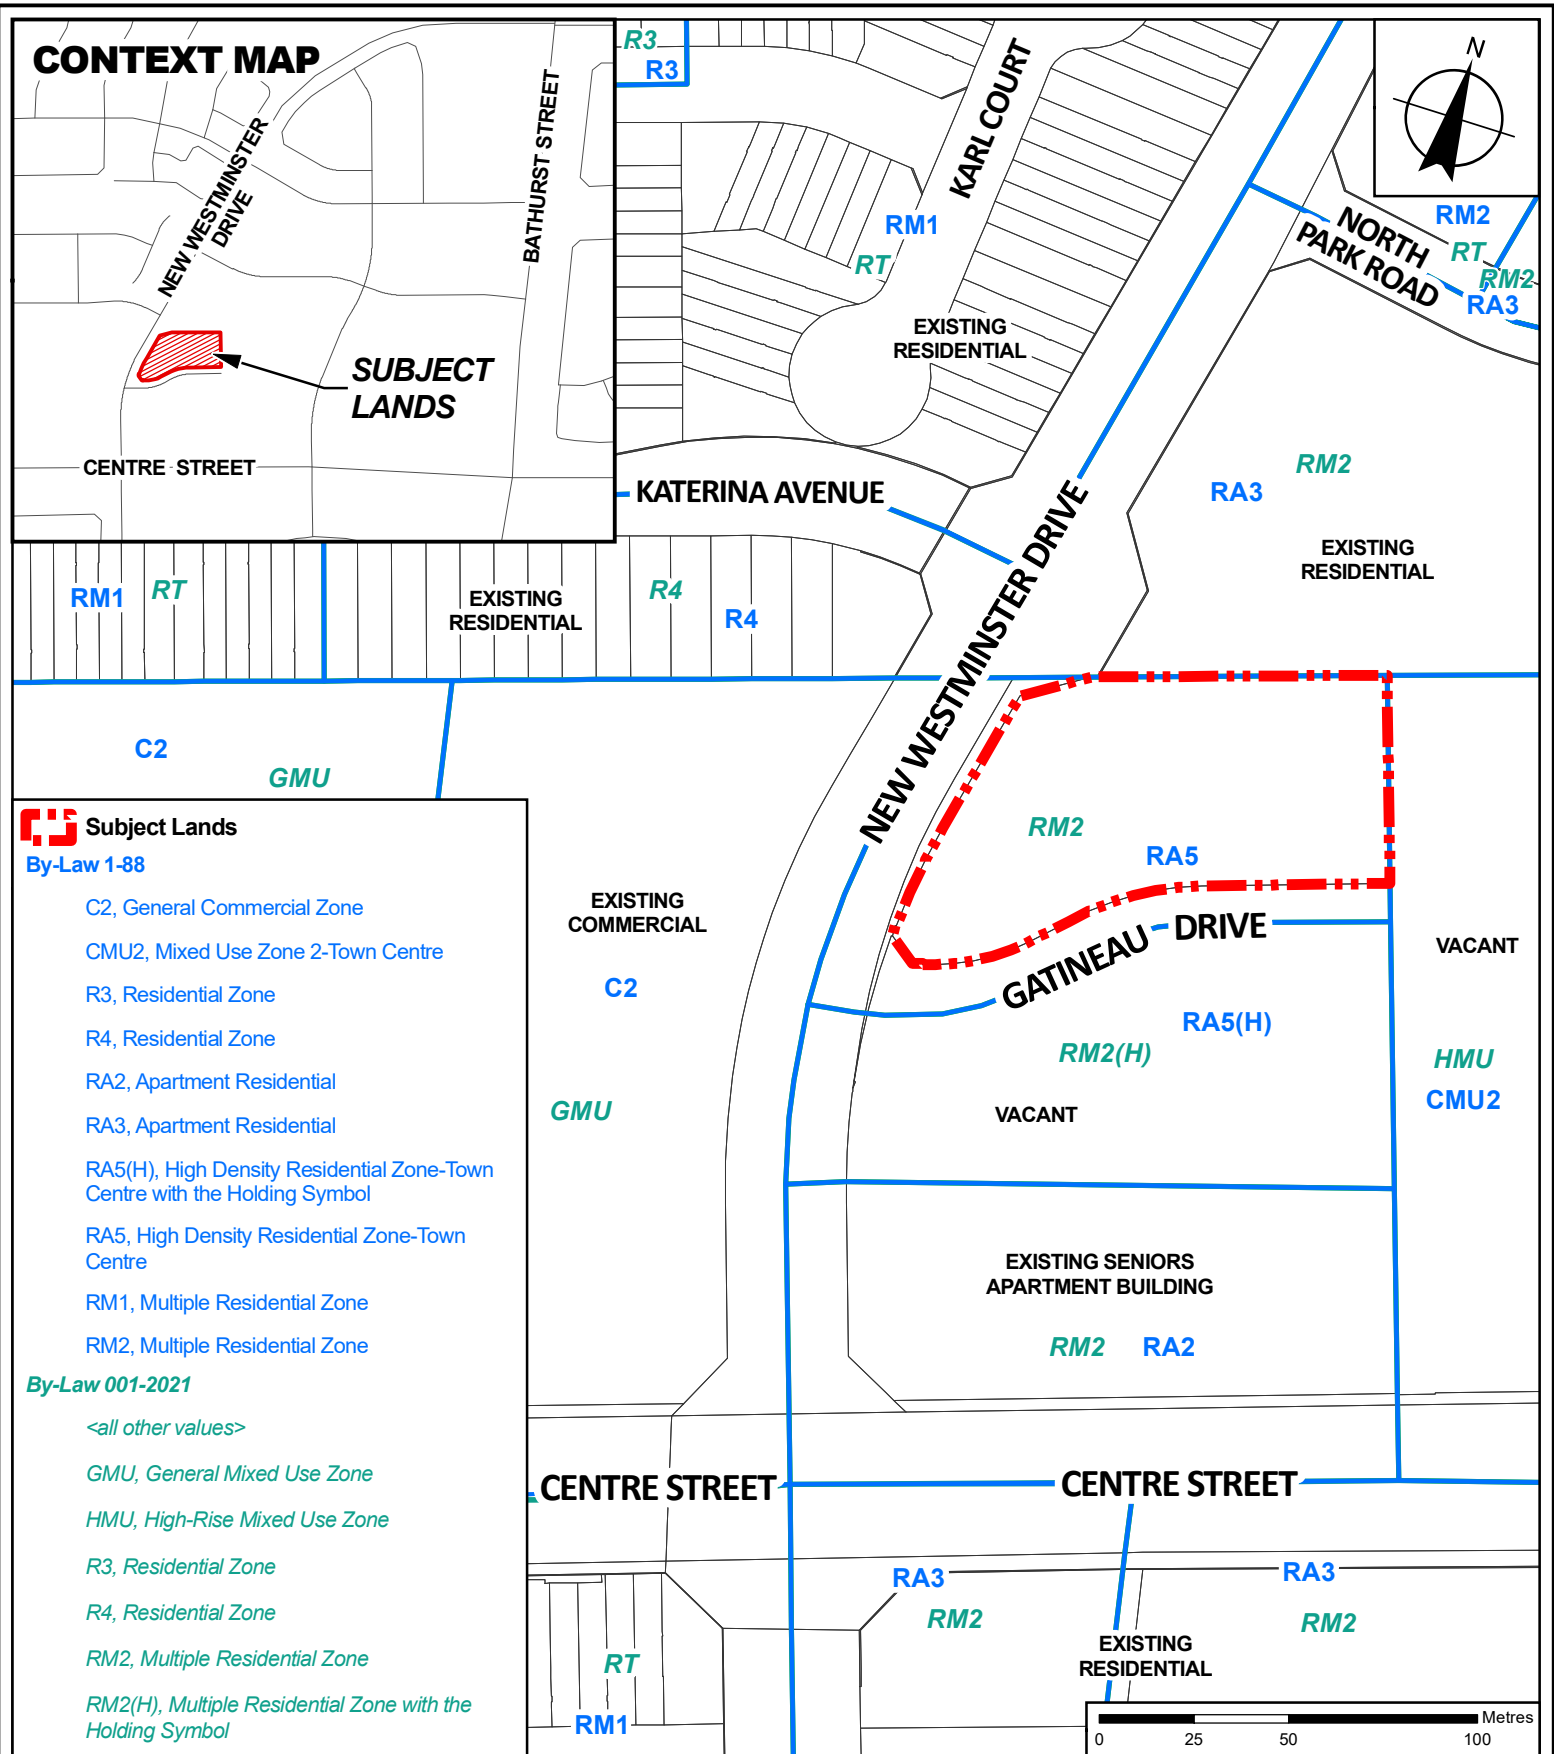 CONTEXT MAP
NEW WESTMINSTER
DRIVE
BATHURST STREET
SUBJECT
LANDS
CENTRE STREET
R3
R3
KARL COURT
N
RM1
RT
EXISTING
RESIDENTIAL
NORTH
PARK ROAD
RM2
RT
RM2
RA3
KATERINA AVENUE
NEW WESTMINSTER DRIVE
RM2
RA3
EXISTING
RESIDENTIAL
RM1
RT
EXISTING
RESIDENTIAL
R4
R4
C2
GMU
RM2
RA5
GATINEAU DRIVE
EXISTING
COMMERCIAL
C2
GMU
VACANT
RA5(H)
RM2(H)
VACANT
HMU
CMU2
EXISTING SENIORS
APARTMENT BUILDING
RM2
RA2
CENTRE STREET
CENTRE STREET
RA3
RM2
RA3
RM2
EXISTING
RESIDENTIAL
RT
RM1
Metres
0
25
50
100
Subject Lands
By-Law 1-88
C2, General Commercial Zone
CMU2, Mixed Use Zone 2-Town Centre
R3, Residential Zone
R4, Residential Zone
RA2, Apartment Residential
RA3, Apartment Residential
RA5(H), High Density Residential Zone-Town
Centre with the Holding Symbol
RA5, High Density Residential Zone-Town
Centre
RM1, Multiple Residential Zone
RM2, Multiple Residential Zone
By-Law 001-2021
<all other values>
GMU, General Mixed Use Zone
HMU, High-Rise Mixed Use Zone
R3, Residential Zone
R4, Residential Zone
RM2, Multiple Residential Zone
RM2(H), Multiple Residential Zone with the
Holding Symbol